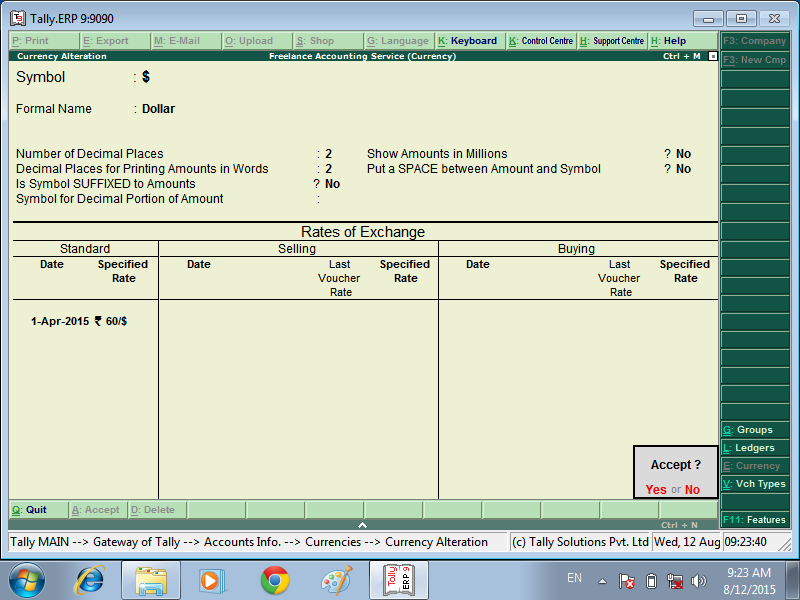 Tally.ERP 9:9090
P: Print E: Export M: E-Mail O: Upload S: Shop G: Language K: Keyboard K: Control Centre H: Support Centre H: Help F3: Company
Currency Alteration Freelance Accounting Service (Currency) Ctrl + M F3: New Cmp
Symbol : $
Formal Name : Dollar
Number of Decimal Places : 2 Show Amounts in Millions ? No
Decimal Places for Printing Amounts in Words : 2 Put a SPACE between Amount and Symbol ? No
Is Symbol SUFFIXED to Amounts ? No
Symbol for Decimal Portion of Amount :
Rates of Exchange
Standard Selling Buying
Date Specified Rate Date Last Voucher Rate Specified Rate Date Last Voucher Rate Specified Rate
1-Apr-2015 ₹ 60/$
G: Groups
L: Ledgers
E: Currency
V: Vch Types
F11: Features
Accept ?
Yes or No
Q: Quit A: Accept D: Delete
Ctrl + N
Tally MAIN --> Gateway of Tally --> Accounts Info. --> Currencies --> Currency Alteration (c) Tally Solutions Pvt. Ltd Wed, 12 Aug 09:23:40
Tally ERP 9
EN 9:23 AM
8/12/2015